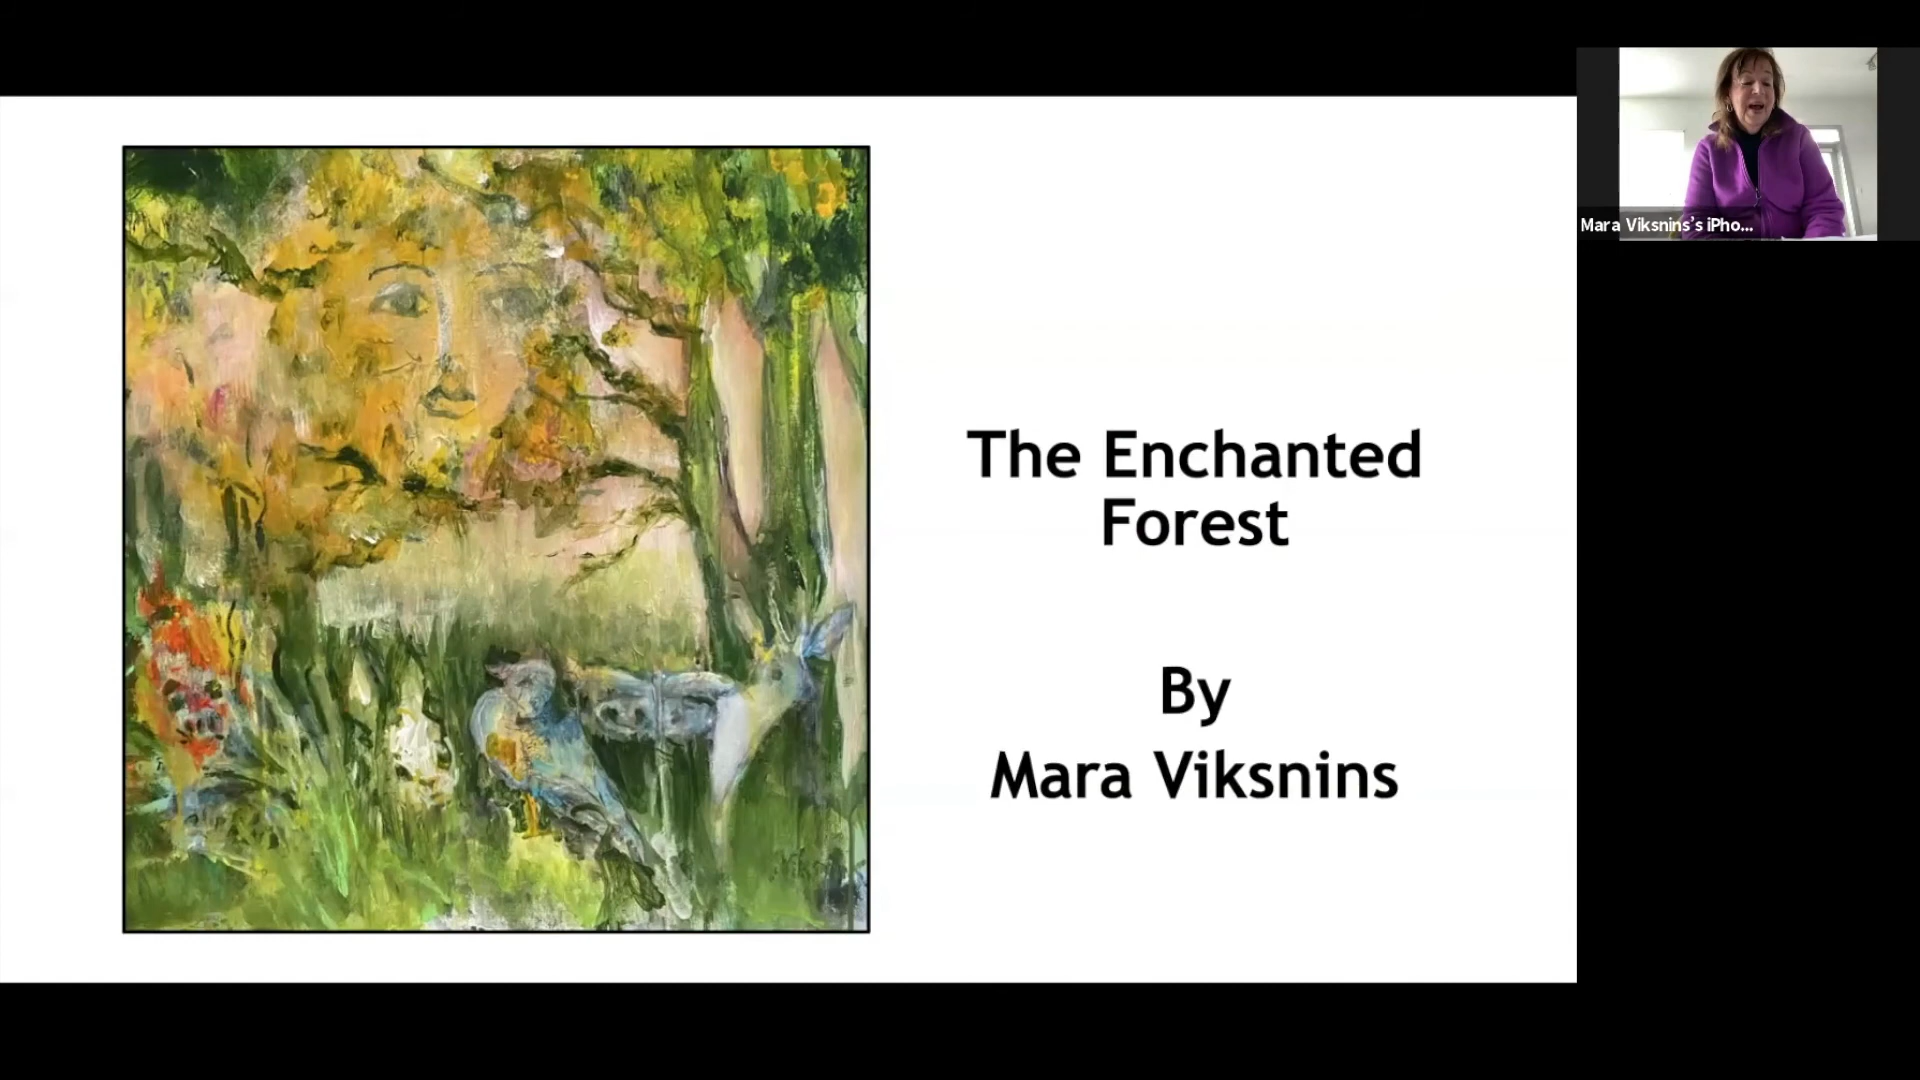 The Enchanted
Forest
By
Mara Viksnins
Mara Viksnins's iPho...